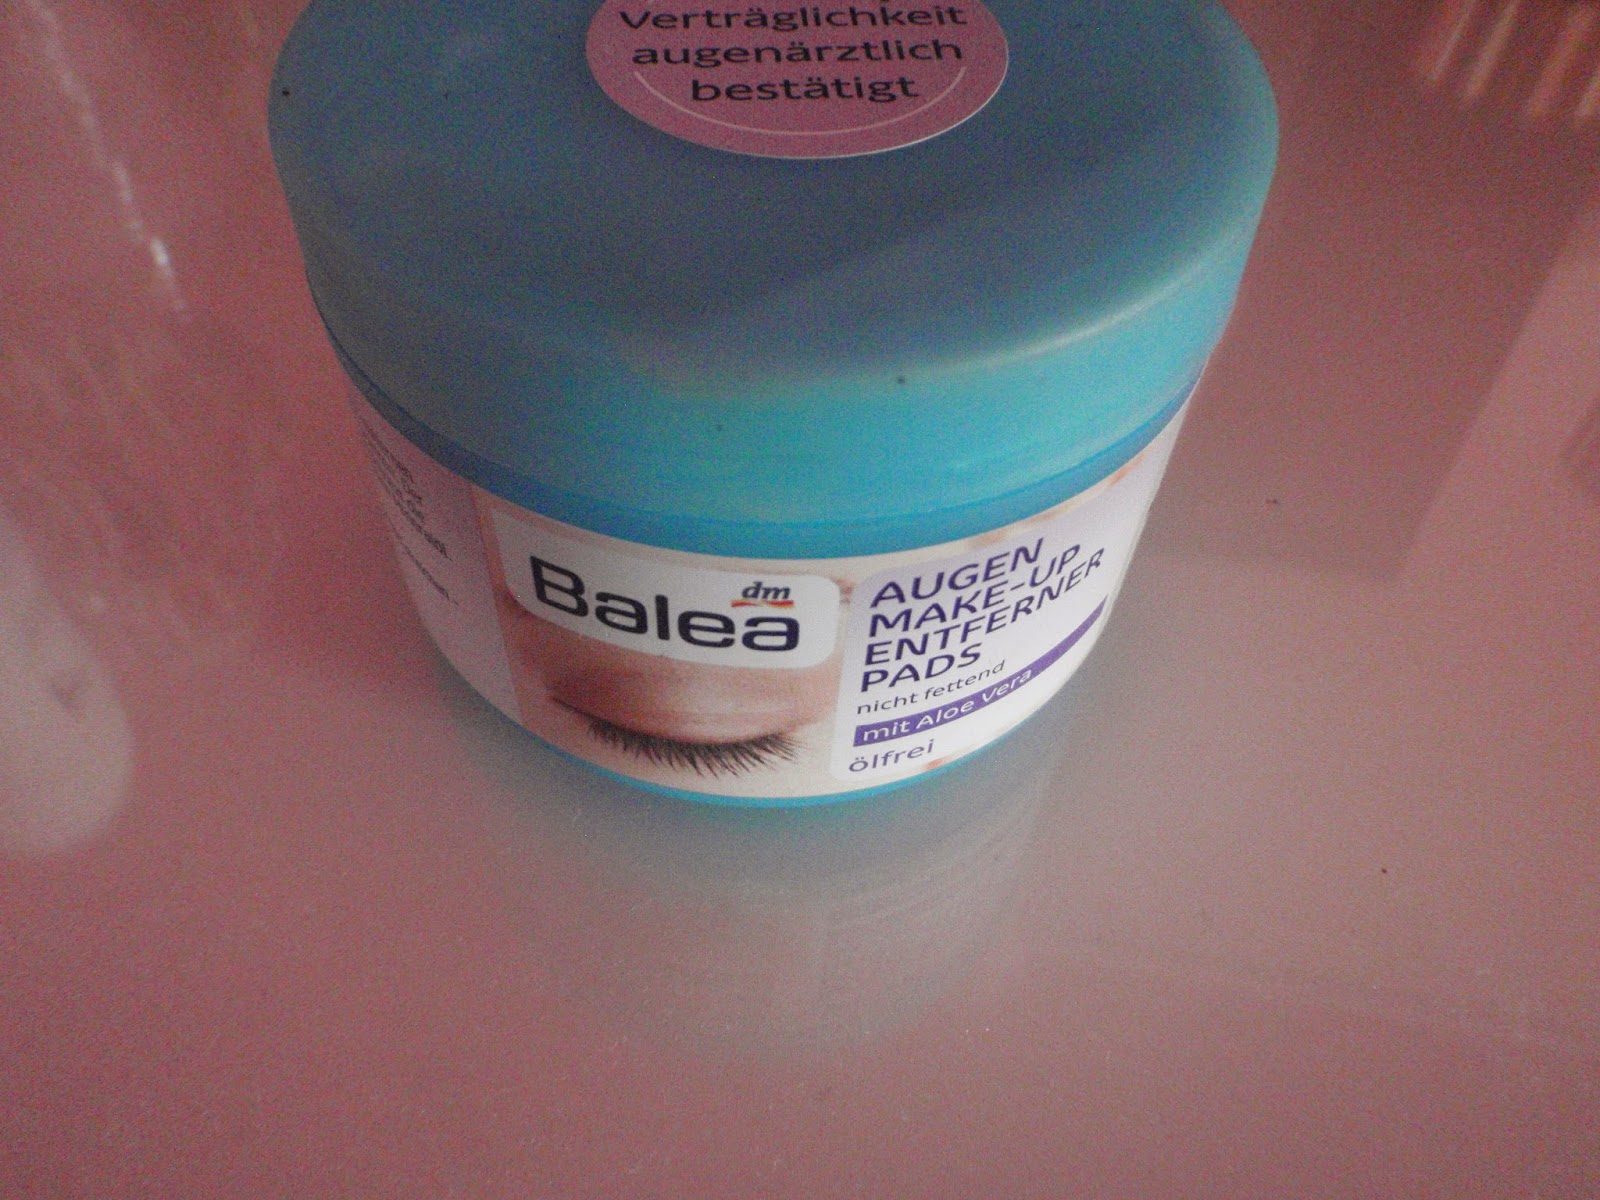 Verträglichkeit
augenärztlich
bestätigt
Balea
dm
AUGEN
MAKE-UP
ENTFERNER
PADS
nicht fettend
mit Aloe Vera
ölfrei